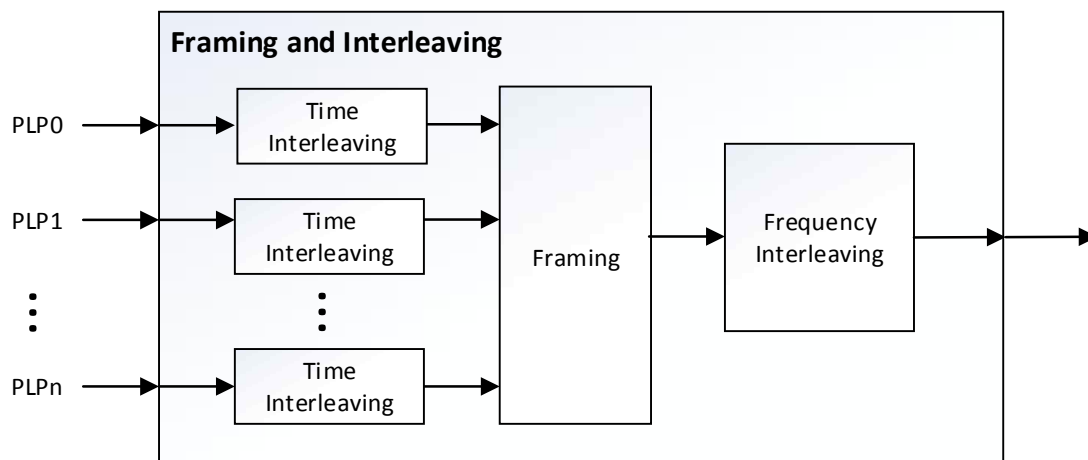 Framing and Interleaving
PLP0
Time
Interleaving
PLP1
Time
Interleaving
PLPn
Time
Interleaving
Framing
Frequency
Interleaving